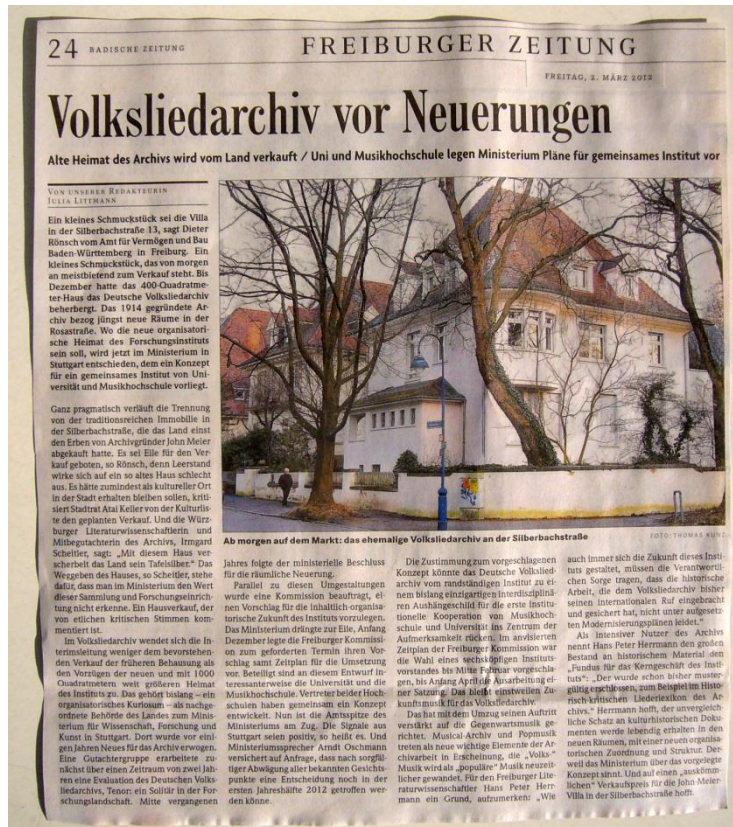 24 BADISCHE ZEITUNG
FREIBURGER ZEITUNG
FREITAG, 2. MÄRZ 2012
Volksliedarchiv vor Neuerungen
Alte Heimat des Archivs wird vom Land verkauft / Uni und Musikhochschule legen Ministerium Pläne für gemeinsames Institut vor
VON UNSERER REDAKTEURIN
JULIA LITTMANN
Ein kleines Schmuckstück sei die Villa
in der Silberbachstraße 13, sagt Dieter
Rönsch vom Amt für Vermögen und Bau
Baden-Württemberg in Freiburg. Ein
kleines Schmuckstück, das von morgen
an meistbietend zum Verkauf steht. Bis
Dezember hatte das 400-Quadratme-
ter-Haus das Deutsche Volksliedarchiv
beherbergt. Das 1914 gegründete Ar-
chiv bezog jüngst neue Räume in der
Rosastraße. Wo die neue organisatori-
sche Heimat des Forschungsinstituts
sein soll, wird jetzt im Ministerium in
Stuttgart entschieden, dem ein Konzept
für ein gemeinsames Institut von Uni-
versität und Musikhochschule vorliegt.
Ganz pragmatisch verläuft die Trennung
von der traditionsreichen Immobilie in
der Silberbachstraße, die das Land einst
den Erben von Archivgründer John Meier
abgekauft hatte. Es sei Eile für den Ver-
kauf geboten, so Rönsch, denn Leerstand
wirke sich auf ein so altes Haus schlecht
aus. Es hätte zumindest als kultureller Ort
in der Stadt erhalten bleiben sollen, kriti-
siert Stadtrat Atai Keller von der Kulturlis-
te den geplanten Verkauf. Und die Würz-
burger Literaturwissenschaftlerin und
Mitbegutachterin des Archivs, Irmgard
Scheitler, sagt: „Mit diesem Haus ver-
scherbelt das Land sein Tafelsilber.“ Das
Weggeben des Hauses, so Scheitler, stehe
dafür, dass man im Ministerium den Wert
dieser Sammlung und Forschungseinrich-
tung nicht erkenne. Ein Hausverkauf, der
von etlichen kritischen Stimmen kom-
mentiert ist.
Im Volksliedarchiv wendet sich die In-
terimsleitung weniger dem bevorstehen-
den Verkauf der früheren Behausung als
den Vorzügen der neuen und mit 1000
Quadratmetern weit größeren Heimat
des Instituts zu. Das gehört bislang – ein
organisatorisches Kuriosum – als nachge-
ordnete Behörde des Landes zum Minis-
terium für Wissenschaft, Forschung und
Kunst in Stuttgart. Dort wurde vor eini-
gen Jahren Neues für das Archiv erwogen.
Eine Gutachtergruppe erarbeitete zu-
nächst über einen Zeitraum von zwei Jah-
ren eine Evaluation des Deutschen Volks-
liedarchivs, Tenor: ein Solitär in der For-
schungslandschaft. Mitte vergangenen
Ab morgen auf dem Markt: das ehemalige Volksliedarchiv an der Silberbachstraße
FOTO: THOMAS KUNZ
Jahres folgte der ministerielle Beschluss
für die räumliche Neuerung.
Parallel zu diesen Umgestaltungen
wurde eine Kommission beauftragt, ei-
nen Vorschlag für die inhaltlich-organisa-
torische Zukunft des Instituts vorzulegen.
Das Ministerium drängte zur Eile, Anfang
Dezember legte die Freiburger Kommissi-
on zum geforderten Termin ihren Vor-
schlag samt Zeitplan für die Umsetzung
vor. Beteiligt sind an diesem Entwurf in-
teressanterweise die Universität und die
Musikhochschule. Vertreter beider Hoch-
schulen haben gemeinsam ein Konzept
entwickelt. Nun ist die Amtsspitze des
Ministeriums am Zug. Die Signale aus
Stuttgart seien positiv, so heißt es. Und
Ministeriumssprecher Arndt Oschmann
versichert auf Anfrage, dass nach sorgfäl-
tiger Abwägung aller bekannten Gesichts-
punkte eine Entscheidung noch in der
ersten Jahreshälfte 2012 getroffen wer-
den könne.
Die Zustimmung zum vorgeschlagenen
Konzept könnte das Deutsche Volkslied-
archiv vom randständigen Institut zu ei-
nem bislang einzigartigen interdisziplinä-
ren Aushängeschild für die erste institu-
tionelle Kooperation von Musikhoch-
schule und Universität ins Zentrum der
Aufmerksamkeit rücken. Im anvisierten
Zeitplan der Freiburger Kommission war
die Wahl eines sechsköpfigen Instituts-
vorstandes bis Mitte Februar vorgeschla-
gen, bis Anfang April die Ausarbeitung ei-
ner Satzung. Das bleibt einstweilen Zu-
kunftsmusik für das Volksliedarchiv.
Das hat mit dem Umzug seinen Auftritt
verstärkt auf die Gegenwartsmusik ge-
richtet. Musical-Archiv und Popmusik
treten als neue wichtige Elemente der Ar-
chivarbeit in Erscheinung, die „Volks-“
Musik wird als „populäre“ Musik neuzeit-
licher gewandet. Für den Freiburger Lite-
raturwissenschaftler Hans Peter Herr-
mann ein Grund, aufzumerken: „Wie
auch immer sich die Zukunft dieses Insti-
tuts gestaltet, müssen die Verantwortli-
chen Sorge tragen, dass die historische
Arbeit, die dem Volksliedarchiv bisher
seinen internationalen Ruf eingebracht
und gesichert hat, nicht unter aufgesetz-
ten Modernisierungsplänen leidet.“
Als intensiver Nutzer des Archivs
nennt Hans Peter Herrmann den großen
Bestand an historischem Material den
„Fundus für das Kerngeschäft des Insti-
tuts“: „Der wurde schon bisher muster-
gültig erschlossen, zum Beispiel im Histo-
risch-kritischen Liederlexikon des Ar-
chivs.“ Herrmann hofft, der unvergleich-
liche Schatz an kulturhistorischen Doku-
menten werde lebendig erhalten in den
neuen Räumen, mit einer neuen organisa-
torischen Zuordnung und Struktur. Der-
weil das Ministerium über das vorgelegte
Konzept sinnt. Und auf einen „auskömm-
lichen“ Verkaufspreis für die John-Meier-
Villa in der Silberbachstraße hofft.